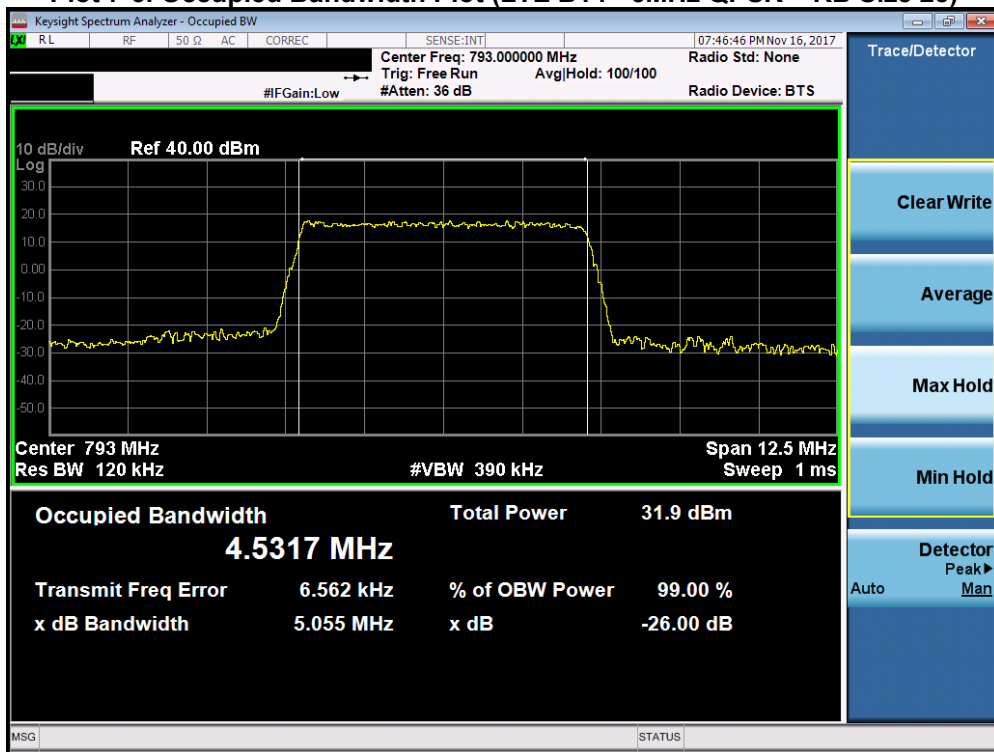 Keysight Spectrum Analyzer - Occupied BW
LXI RL RF 50 Ω AC CORREC SENSE:INT 07:46:46 PM Nov 16, 2017
Center Freq: 793.000000 MHz Radio Std: None
Trig: Free Run Avg|Hold: 100/100
#IFGain:Low #Atten: 36 dB Radio Device: BTS
10 dB/div Ref 40.00 dBm
Log
30.0
20.0
10.0
0.00
-10.0
-20.0
-30.0
-40.0
-50.0
Center 793 MHz Span 12.5 MHz
Res BW 120 kHz #VBW 390 kHz Sweep 1 ms
Occupied Bandwidth Total Power 31.9 dBm
4.5317 MHz
Transmit Freq Error 6.562 kHz % of OBW Power 99.00 %
x dB Bandwidth 5.055 MHz x dB -26.00 dB
MSG STATUS
Trace/Detector
Clear Write
Average
Max Hold
Min Hold
Detector
Peak▶
Auto Man